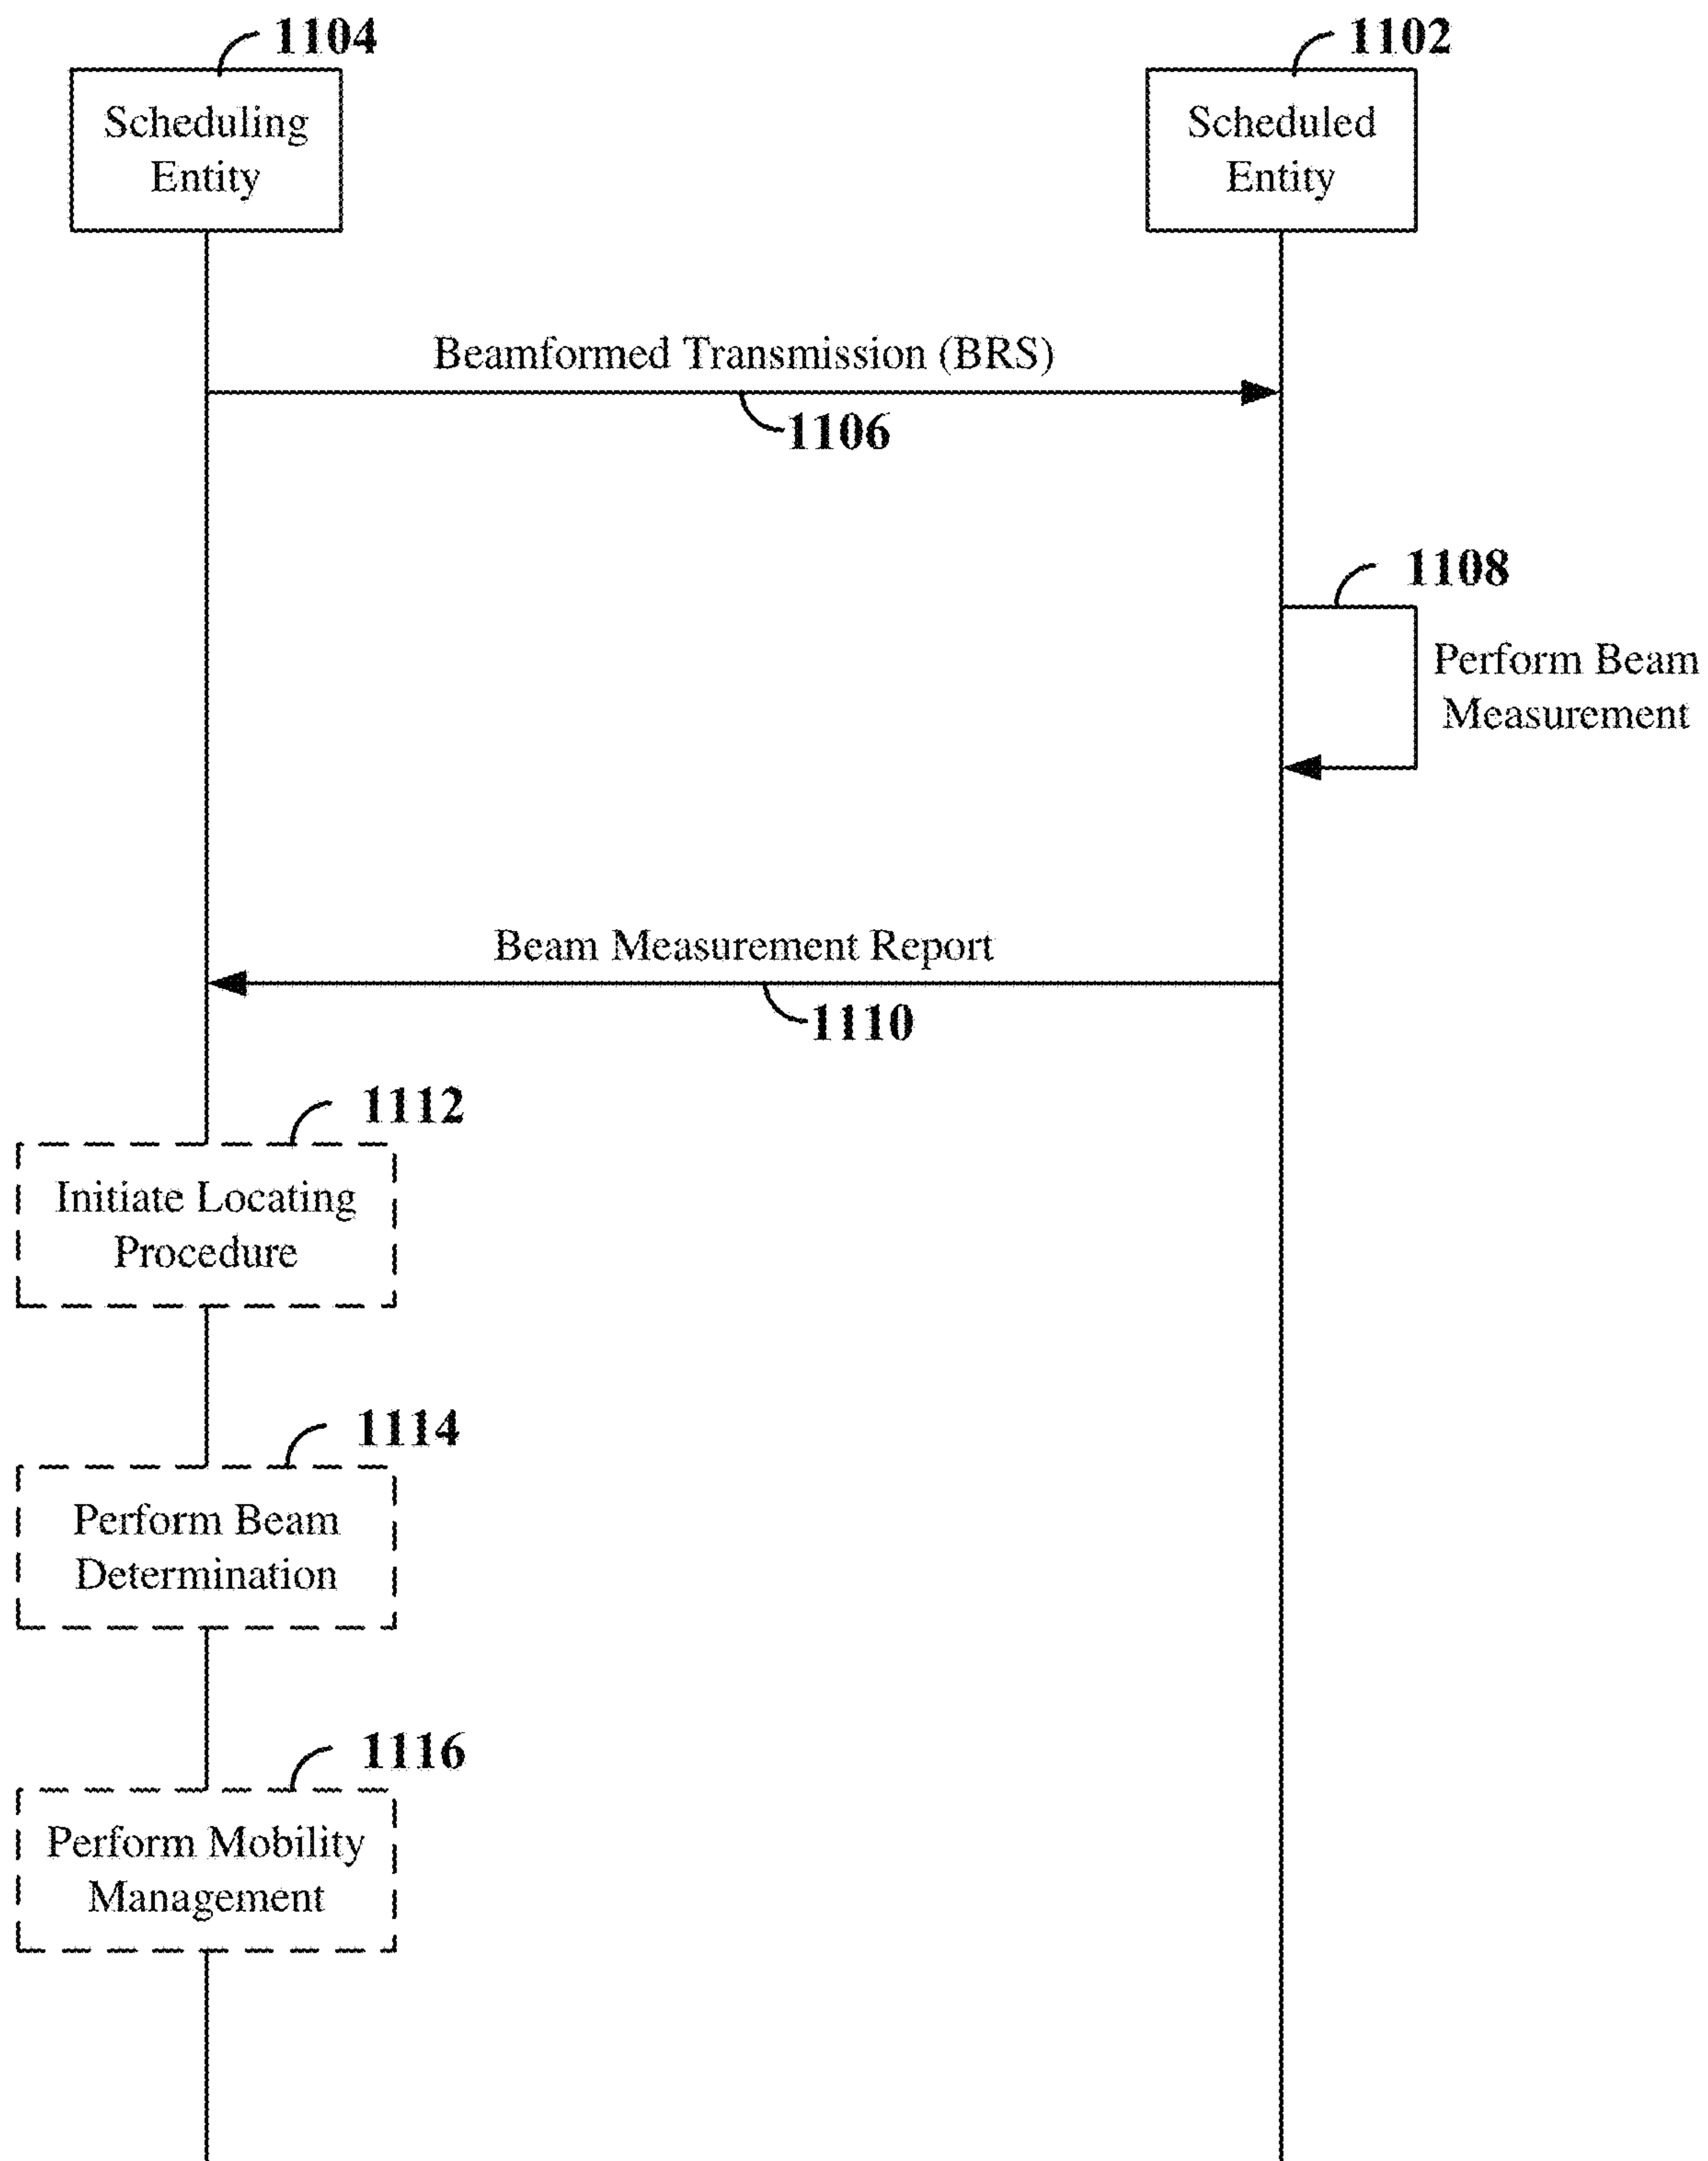 1104
1102
Scheduling
Entity
Scheduled
Entity
Beamformed Transmission (BRS)
1106
1108
Perform Beam
Measurement
Beam Measurement Report
1110
1112
Initiate Locating
Procedure
1114
Perform Beam
Determination
1116
Perform Mobility
Management